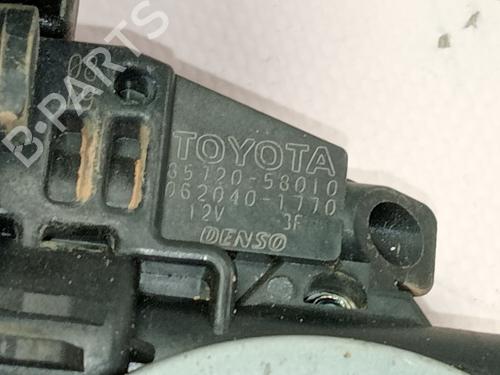 B-PARTS
TOYOTA
85720-58010
062040-1770
12V 3F
DENSO